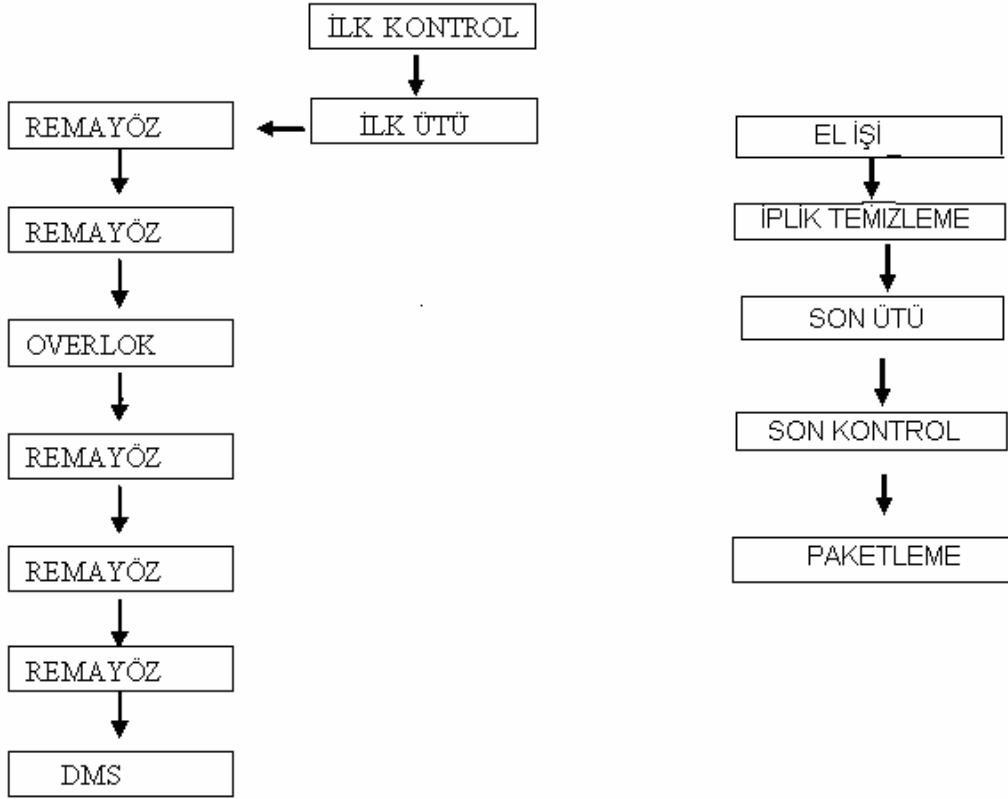 İLK KONTROL
İLK ÜTÜ
REMAYÖZ
REMAYÖZ
OVERLOK
REMAYÖZ
REMAYÖZ
REMAYÖZ
DMS
EL İŞİ
İPLİK TEMİZLEME
SON ÜTÜ
SON KONTROL
PAKETLEME